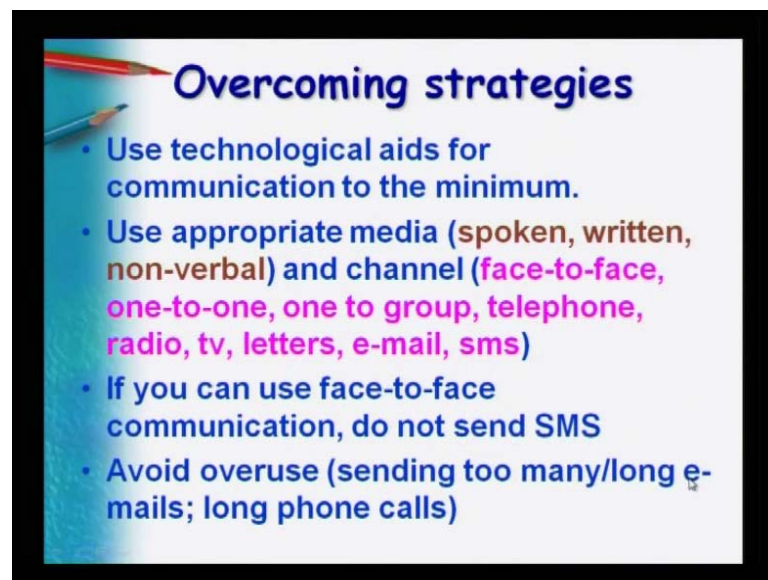 Overcoming strategies
• Use technological aids for
communication to the minimum.
• Use appropriate media (spoken, written,
non-verbal) and channel (face-to-face,
one-to-one, one to group, telephone,
radio, tv, letters, e-mail, sms)
• If you can use face-to-face
communication, do not send SMS
• Avoid overuse (sending too many/long e-
mails; long phone calls)